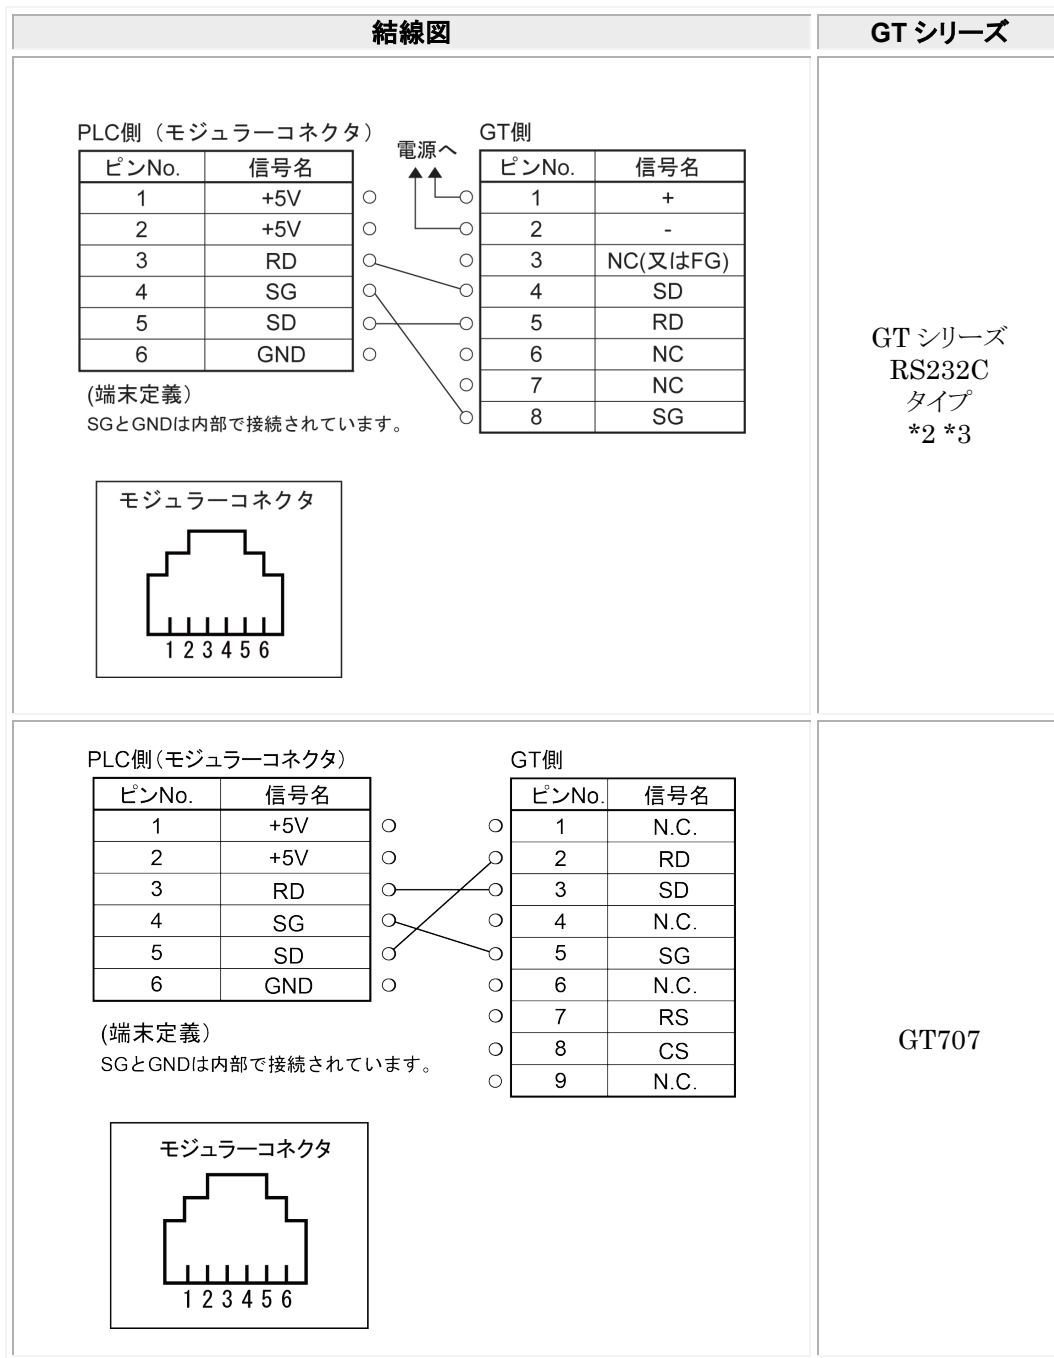 結線図 GT シリーズ
PLC側（モジュラーコネクタ）
電源へ
GT側
ピンNo. 信号名
1 +5V
2 +5V
3 RD
4 SG
5 SD
6 GND
ピンNo. 信号名
1 +
2 -
3 NC(又はFG)
4 SD
5 RD
6 NC
7 NC
8 SG
(端末定義）
SGとGNDは内部で接続されています。
モジュラーコネクタ
1 2 3 4 5 6
GT シリーズ
RS232C
タイプ
*2 *3
PLC側（モジュラーコネクタ）
GT側
ピンNo. 信号名
1 +5V
2 +5V
3 RD
4 SG
5 SD
6 GND
ピンNo. 信号名
1 N.C.
2 RD
3 SD
4 N.C.
5 SG
6 N.C.
7 RS
8 CS
9 N.C.
(端末定義）
SGとGNDは内部で接続されています。
モジュラーコネクタ
1 2 3 4 5 6
GT707